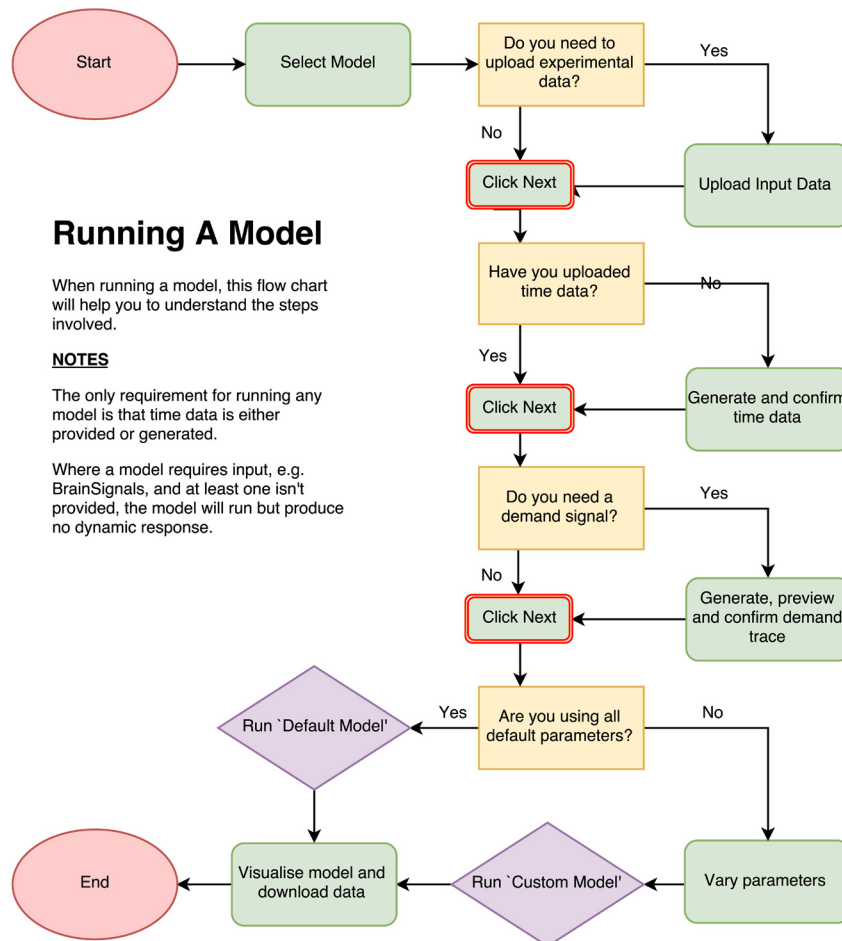 Start
Select Model
Do you need to
upload experimental
data?
Yes
No
Click Next
Upload Input Data
Running A Model
When running a model, this flow chart
will help you to understand the steps
involved.
NOTES
The only requirement for running any
model is that time data is either
provided or generated.
Where a model requires input, e.g.
BrainSignals, and at least one isn't
provided, the model will run but produce
no dynamic response.
Have you uploaded
time data?
No
Yes
Click Next
Generate and confirm
time data
Do you need a
demand signal?
Yes
No
Click Next
Generate, preview
and confirm demand
trace
Are you using all
default parameters?
Yes
No
Run `Default Model'
End
Visualise model and
download data
Run `Custom Model'
Vary parameters